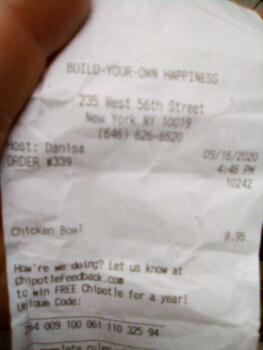 BUILD-YOUR-OWN HAPPINESS
235 West 56th Street
New York NY 10019
(646) 626-6520
Host: Danisa 09/16/2020
ORDER #339 4:46 PM
10242
Chicken Bowl 8.95
How're we doing? Let us know at
ChipotleFeedback.com
to win FREE Chipotle for a year!
Unique Code:
009 100 061 110 325 94
rules